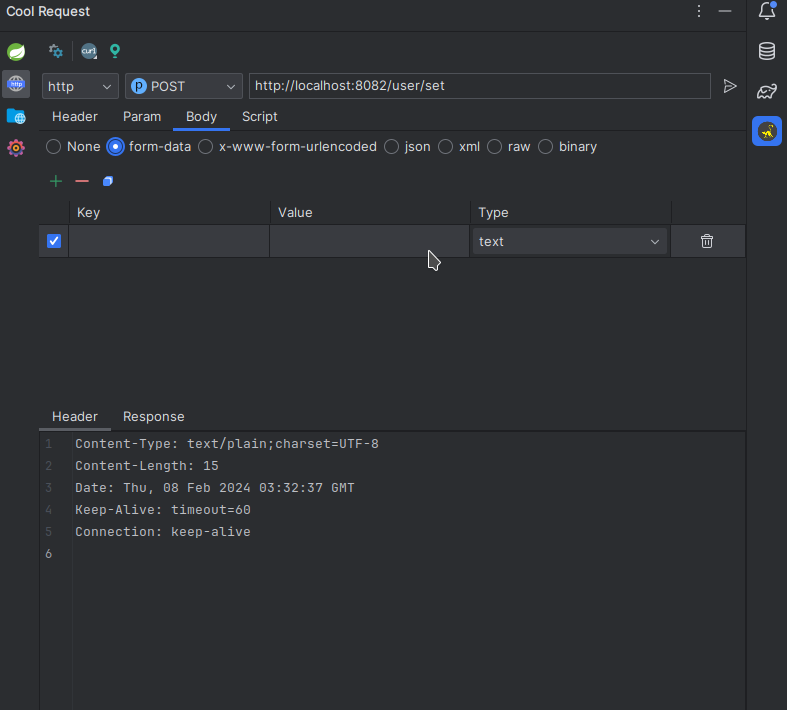 Cool Request
curl
http
http POST http://localhost:8082/user/set
Header Param Body Script
None form-data x-www-form-urlencoded json xml raw binary
Key Value Type
text
Header Response
1 Content-Type: text/plain;charset=UTF-8
2 Content-Length: 15
3 Date: Thu, 08 Feb 2024 03:32:37 GMT
4 Keep-Alive: timeout=60
5 Connection: keep-alive
6